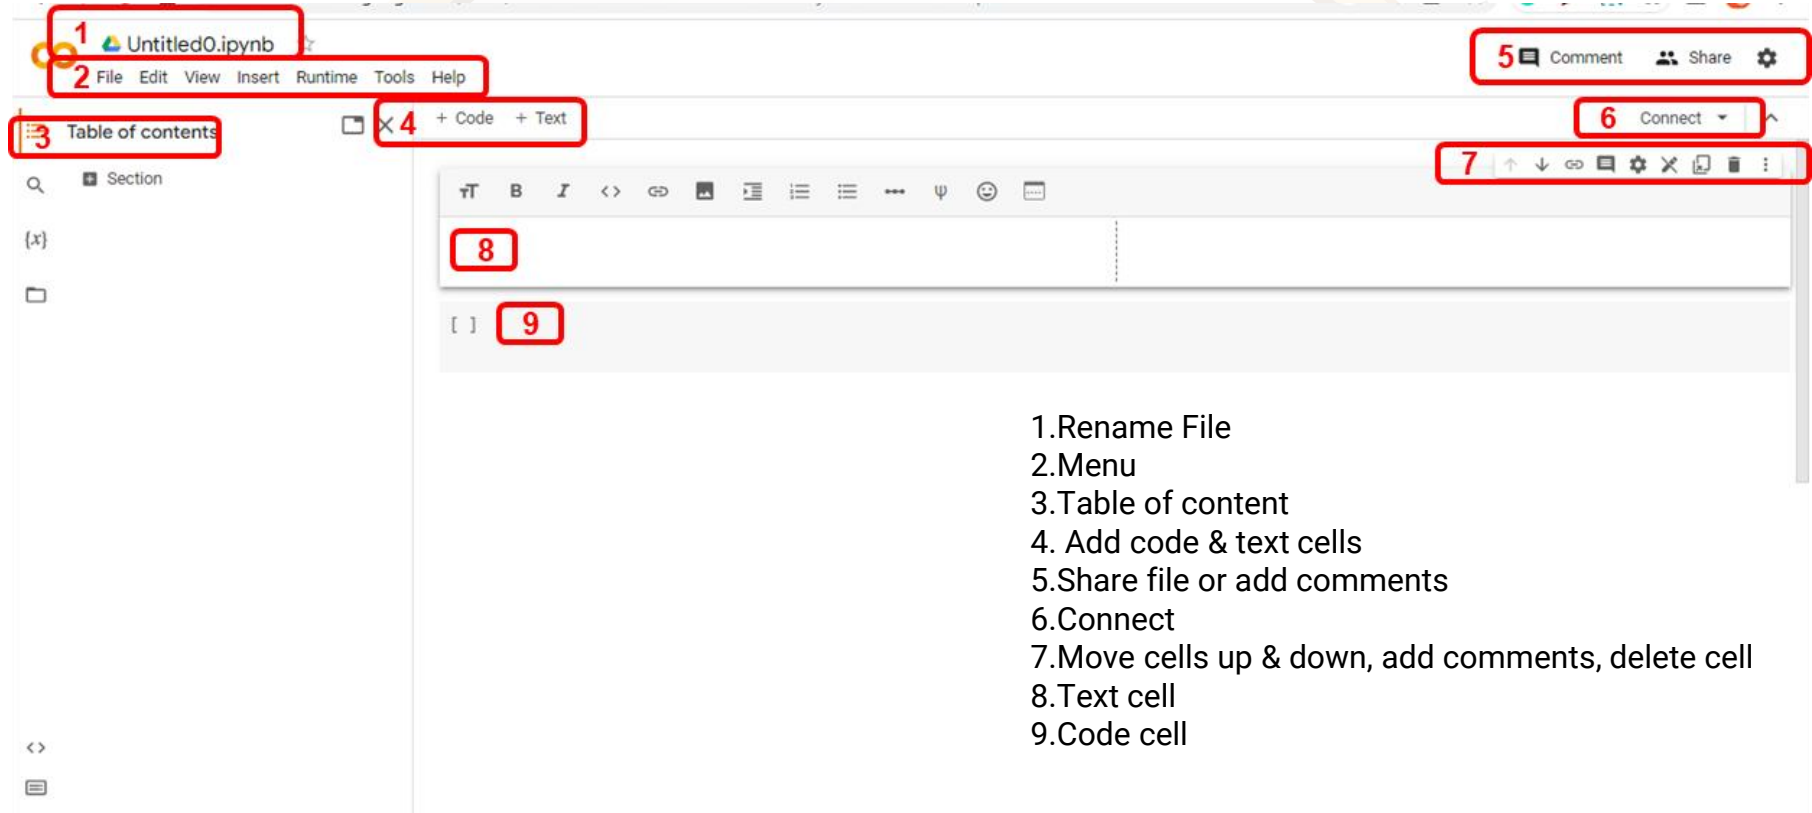 1 Untitled0.ipynb
2 File Edit View Insert Runtime Tools Help
5 Comment Share
3 Table of contents
4 + Code + Text
6 Connect
7
Section
B I <> ψ
{x}
8
[ ] 9
1.Rename File
2.Menu
3.Table of content
4. Add code & text cells
5.Share file or add comments
6.Connect
7.Move cells up & down, add comments, delete cell
8.Text cell
9.Code cell